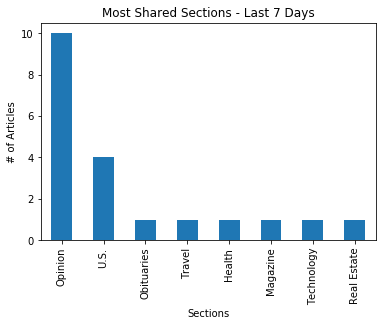 Most Shared Sections - Last 7 Days
10
8
6
4
2
0
# of Articles
Opinion
U.S.
Obituaries
Travel
Health
Magazine
Technology
Real Estate
Sections